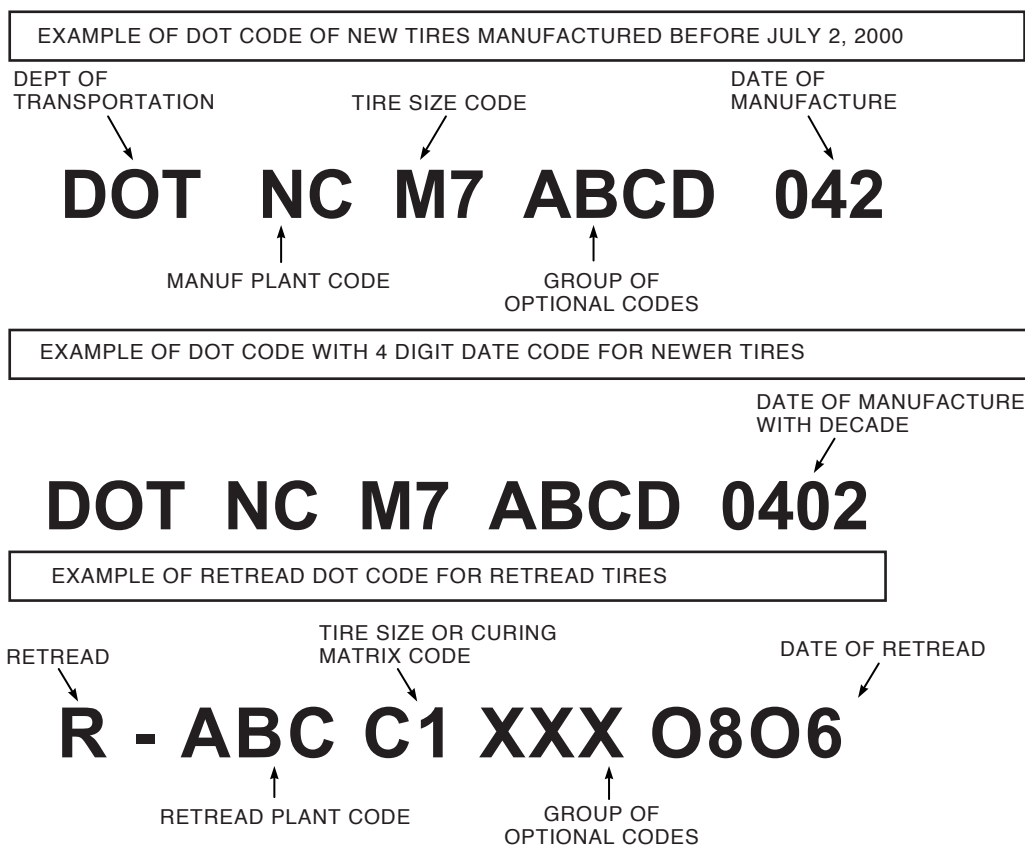 EXAMPLE OF DOT CODE OF NEW TIRES MANUFACTURED BEFORE JULY 2, 2000
DEPT OF
TRANSPORTATION
TIRE SIZE CODE
DATE OF
MANUFACTURE
DOT NC M7 ABCD 042
MANUF PLANT CODE
GROUP OF
OPTIONAL CODES
EXAMPLE OF DOT CODE WITH 4 DIGIT DATE CODE FOR NEWER TIRES
DATE OF MANUFACTURE
WITH DECADE
DOT NC M7 ABCD 0402
EXAMPLE OF RETREAD DOT CODE FOR RETREAD TIRES
RETREAD
TIRE SIZE OR CURING
MATRIX CODE
DATE OF RETREAD
R - ABC C1 XXX O8O6
RETREAD PLANT CODE
GROUP OF
OPTIONAL CODES